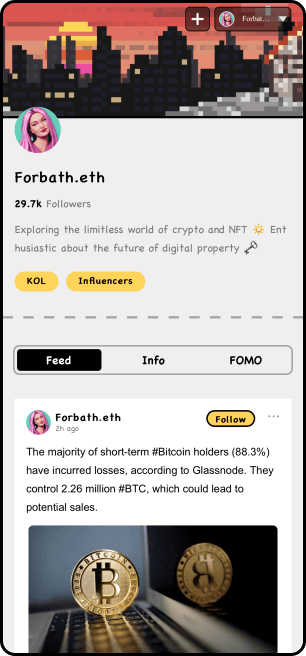 Forbat...
Forbath.eth
29.7k Followers
Exploring the limitless world of crypto and NFT 🔅 Ent
husiastic about the future of digital property 🗝
KOL Influencers
Feed Info FOMO
Forbath.eth
2h ago
Follow
The majority of short-term #Bitcoin holders (88.3%)
have incurred losses, according to Glassnode. They
control 2.26 million #BTC, which could lead to
potential sales.
BITCOIN